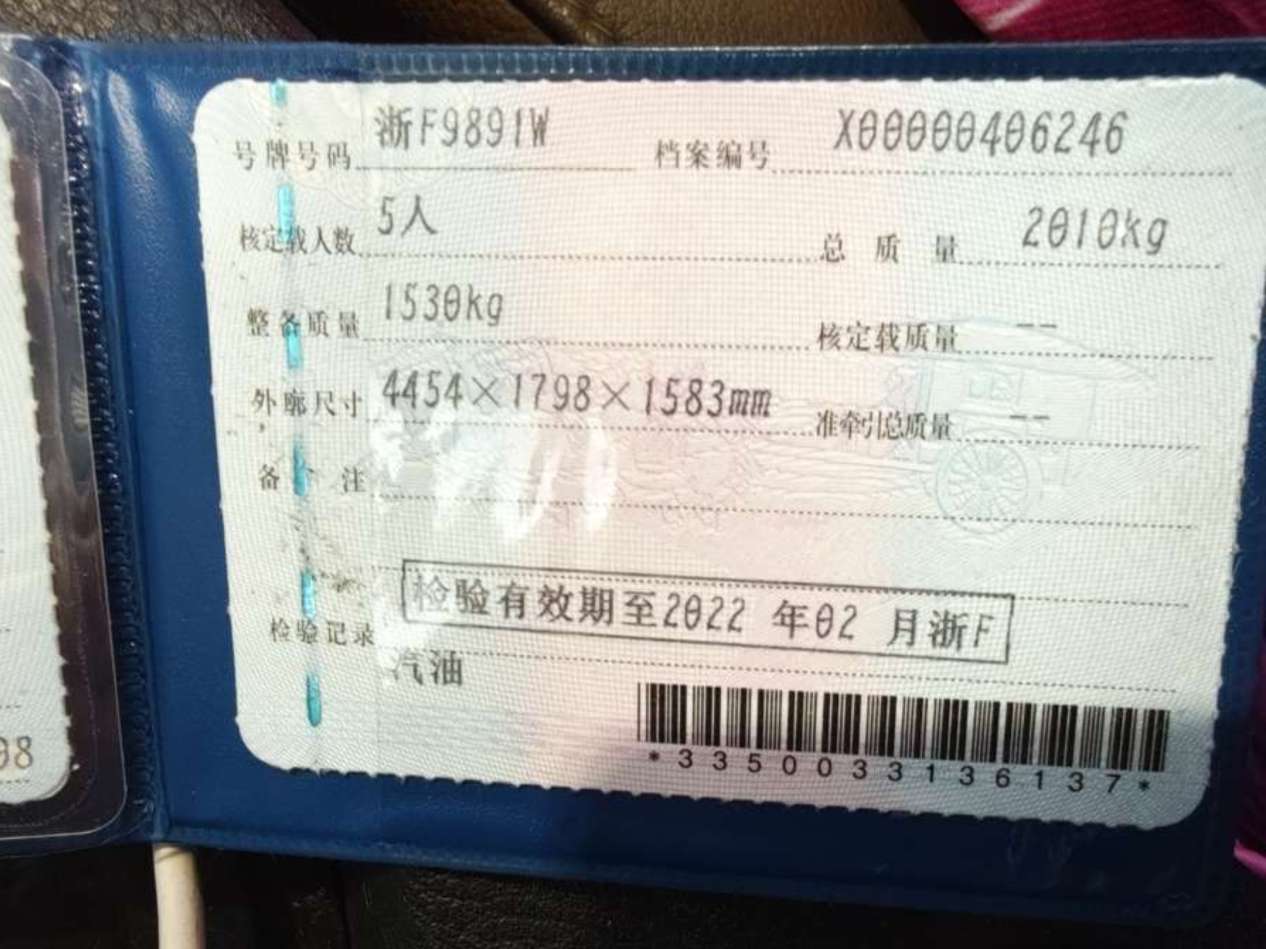 号牌号码 浙F9891W 档案编号 X00000406246
核定载人数 5人 总质量 2010kg
整备质量 1530kg 核定载质量 --
外廓尺寸 4454×1798×1583mm 准牵引总质量 --
备注
检验有效期至2022 年02 月浙F
检验记录
汽油
*3350033136137*
98